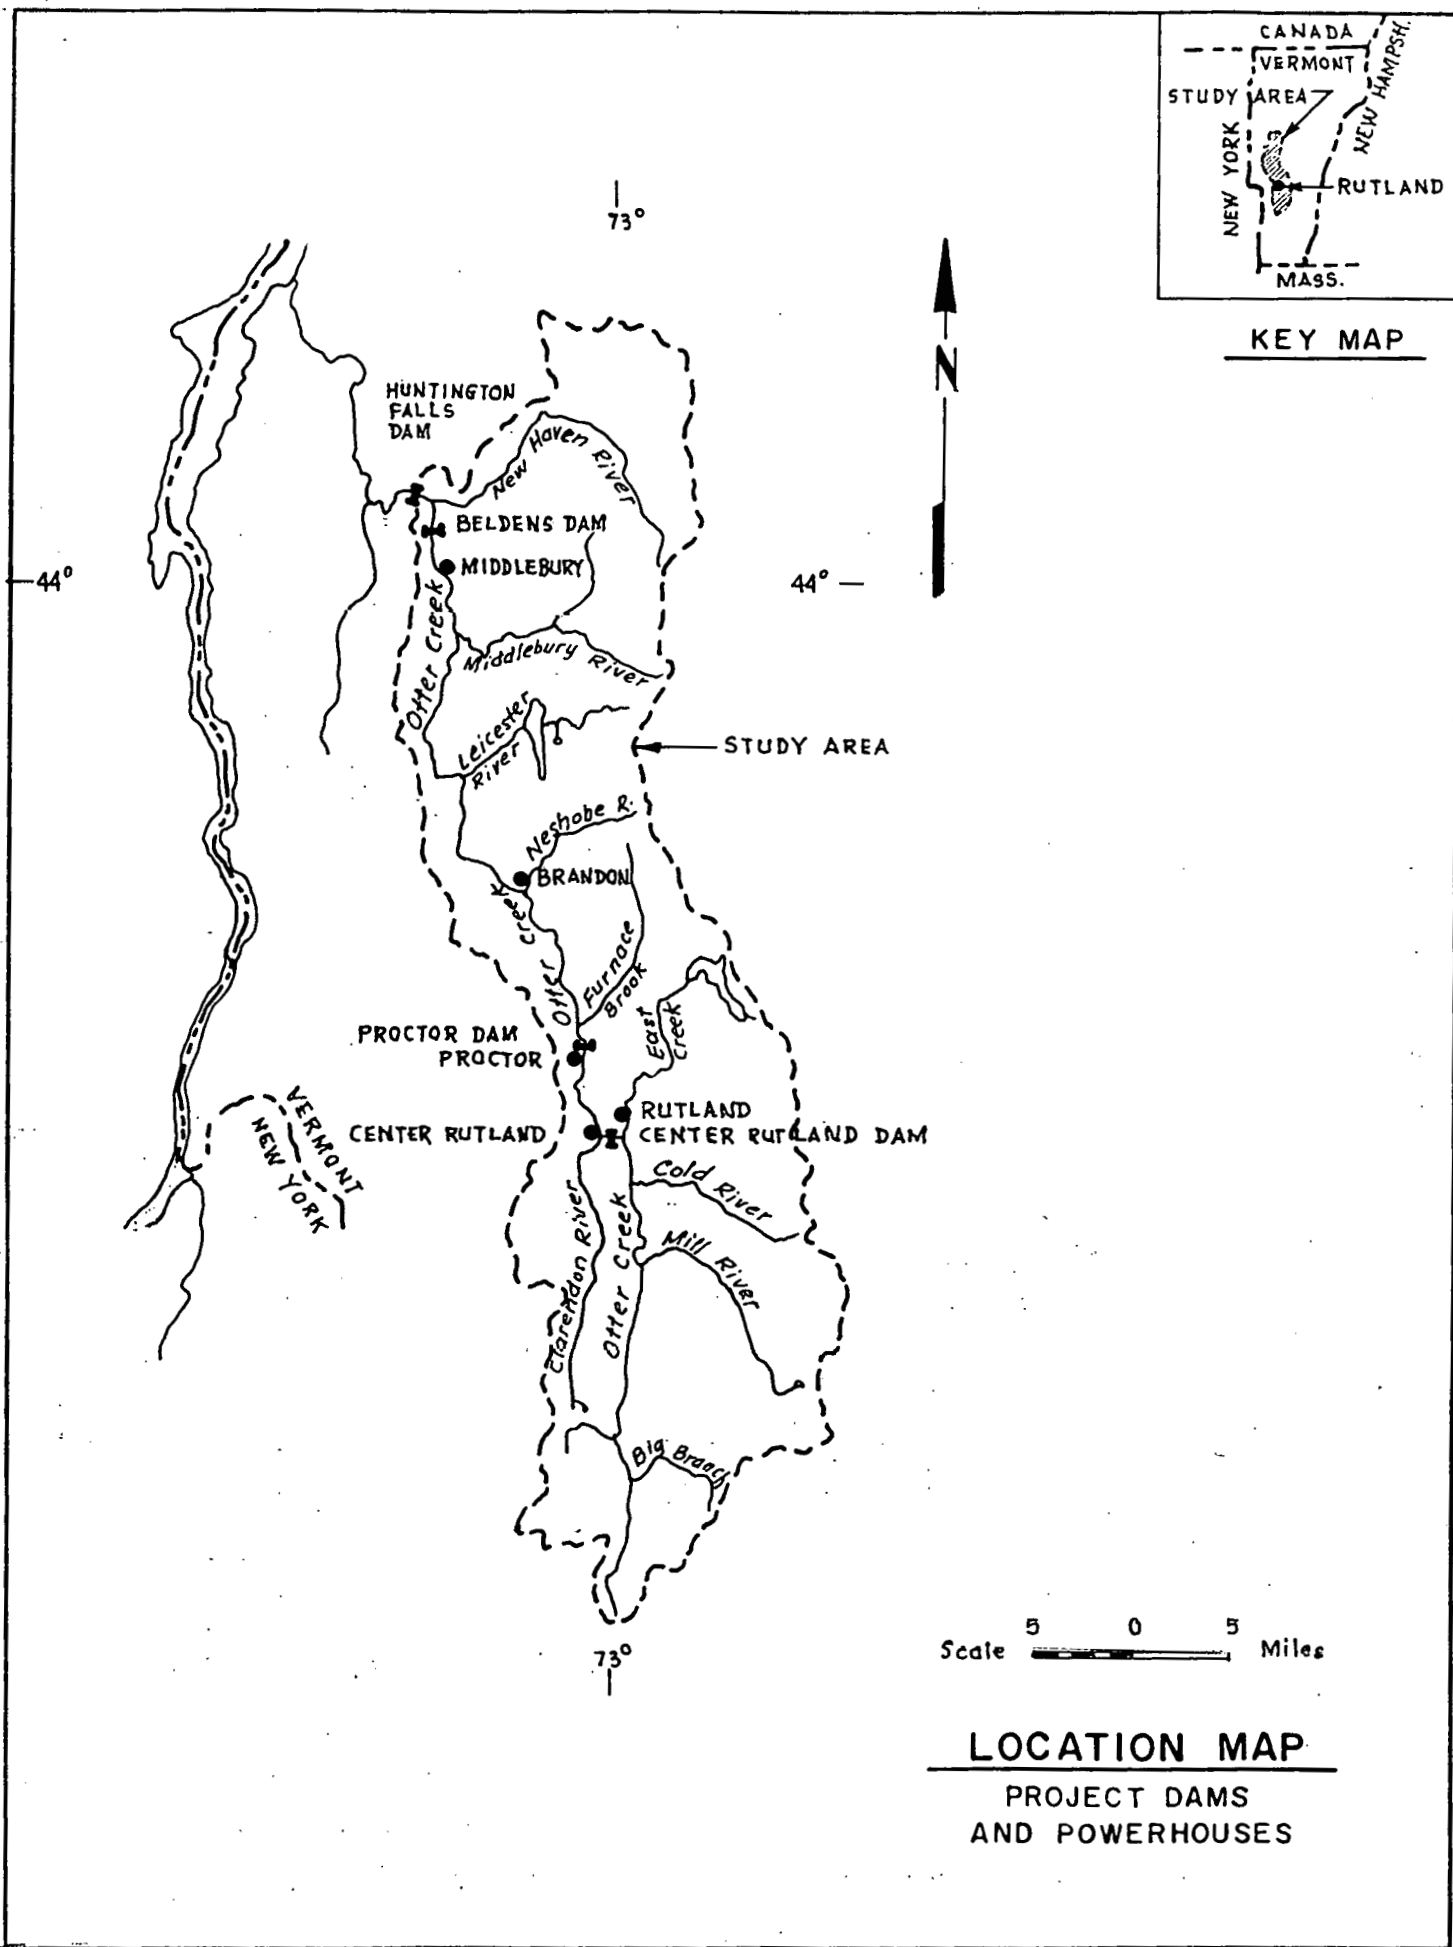 CANADA
VERMONT
NEW HAMPSH.
STUDY AREA
NEW YORK
RUTLAND
MASS.
KEY MAP
73°
N
HUNTINGTON
FALLS
DAM
New Haven River
BELDENS DAM
MIDDLEBURY
44°
44°
Otter Creek
Middlebury River
Leicester
River
STUDY AREA
Neshobe R.
BRANDON
Otter Creek
Furnace
Brook
East
Creek
PROCTOR DAM
PROCTOR
RUTLAND
CENTER RUTLAND
CENTER RUTLAND DAM
VERMONT
NEW YORK
Cold River
Clarendon River
Otter Creek
Mill River
Big Branch
73°
5 0 5
Scale Miles
LOCATION MAP
PROJECT DAMS
AND POWERHOUSES